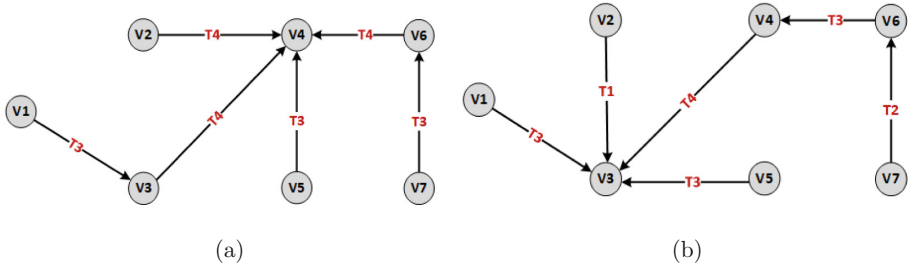 V2 T4 V4 T4 V6
V1 T3 T4 T3 T3
V3 V5 V7
(a)
V2 V4 T3 V6
V1 T3 T1 T4 T2
V3 T3 V5 V7
(b)